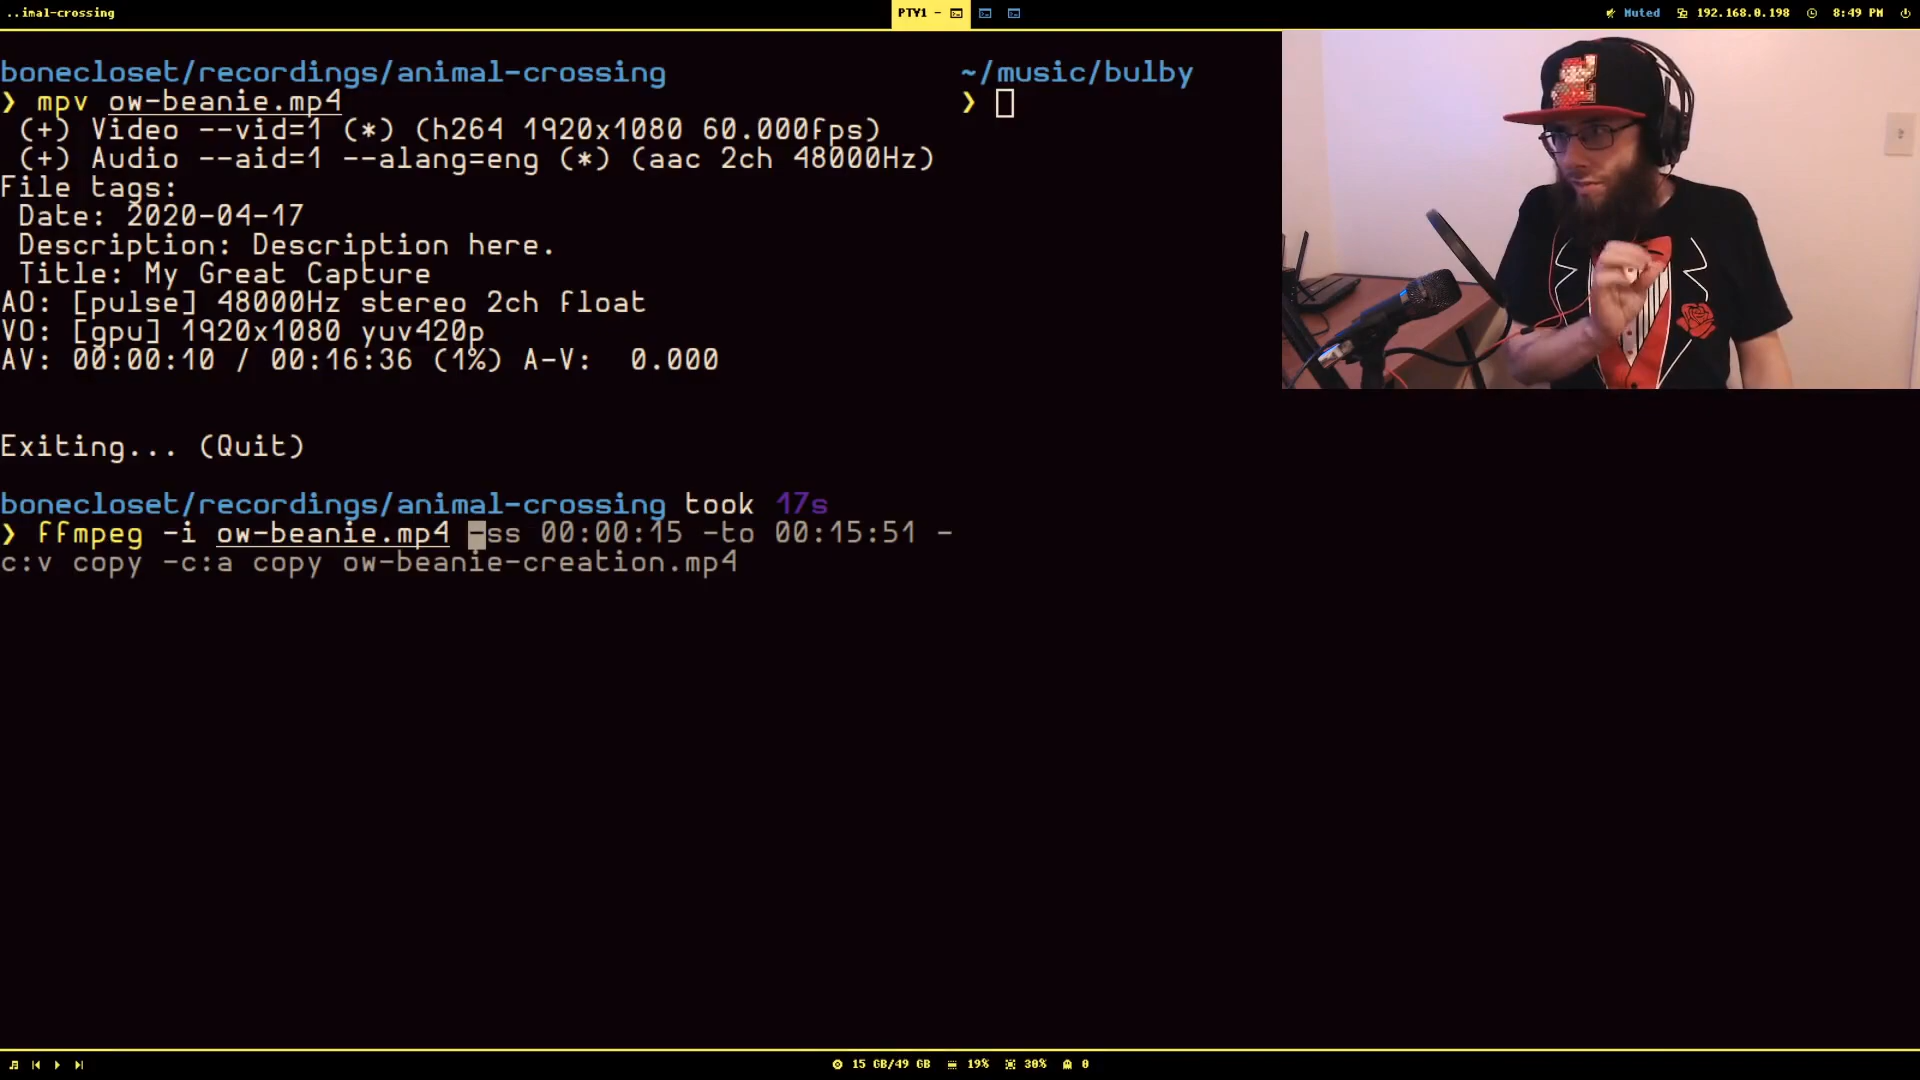 ..imal-crossing
PTY1 -
Muted
192.168.0.198
8:49 PM
bonecloset/recordings/animal-crossing
❯ mpv ow-beanie.mp4
(+) Video --vid=1 (*) (h264 1920x1080 60.000fps)
(+) Audio --aid=1 --alang=eng (*) (aac 2ch 48000Hz)
File tags:
Date: 2020-04-17
Description: Description here.
Title: My Great Capture
AO: [pulse] 48000Hz stereo 2ch float
VO: [gpu] 1920x1080 yuv420p
AV: 00:00:10 / 00:16:36 (1%) A-V: 0.000
Exiting... (Quit)
bonecloset/recordings/animal-crossing took 17s
❯ ffmpeg -i ow-beanie.mp4 -ss 00:00:15 -to 00:15:51 -
c:v copy -c:a copy ow-beanie-creation.mp4
~/music/bulby
❯
15 GB/49 GB
19%
30%
0